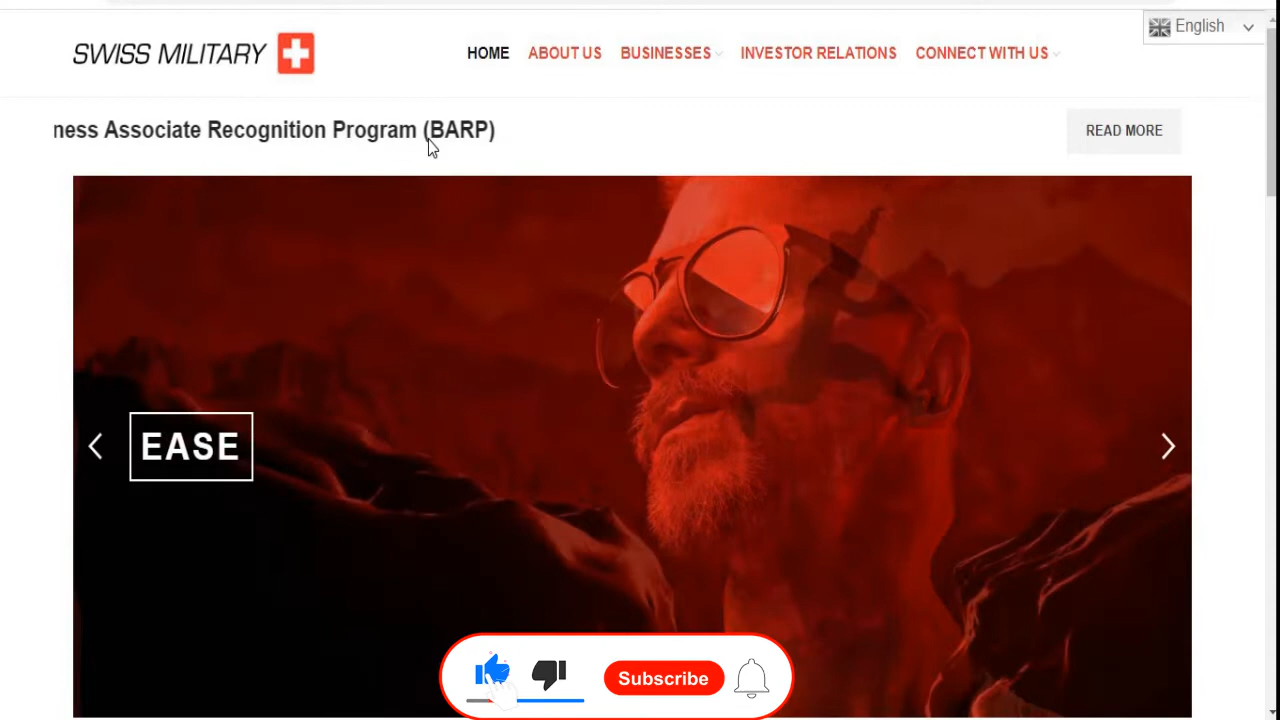 SWISS MILITARY
HOME ABOUT US BUSINESSES INVESTOR RELATIONS CONNECT WITH US
English
ness Associate Recognition Program (BARP)
READ MORE
EASE
Subscribe